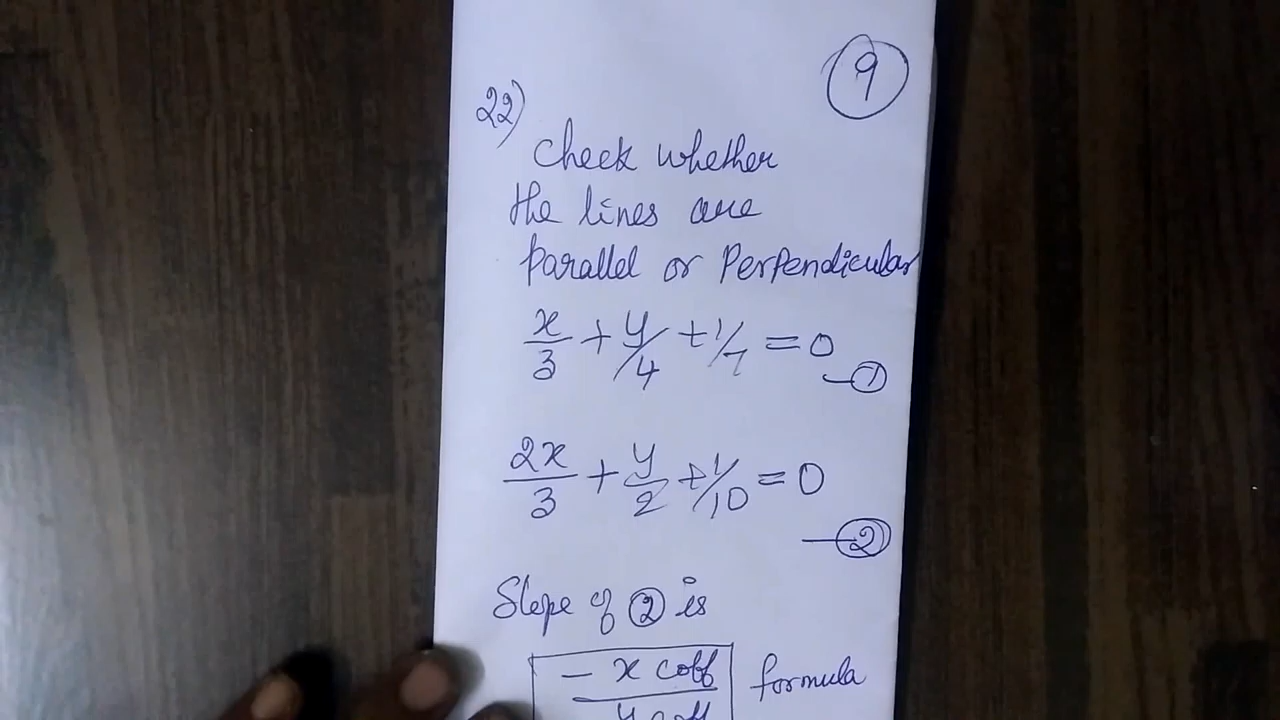 9
22)
Check whether
the lines are
parallel or Perpendicular
x/3 + y/4 + 1/7 = 0 —①
2x/3 + y/2 + 1/10 = 0
—②
Slope of ② is
- x coff / y coff formula